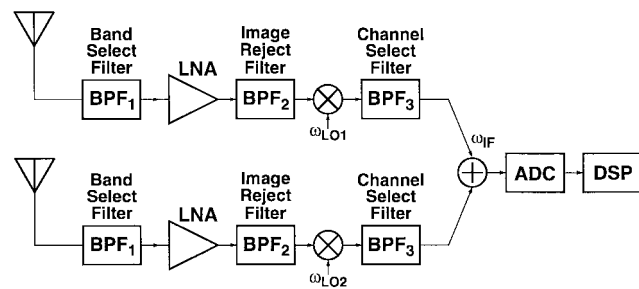 Band Select Filter
LNA
Image Reject Filter
Channel Select Filter
BPF1
BPF2
BPF3
ωLO1
ωIF
ADC
DSP
Band Select Filter
LNA
Image Reject Filter
Channel Select Filter
BPF1
BPF2
BPF3
ωLO2